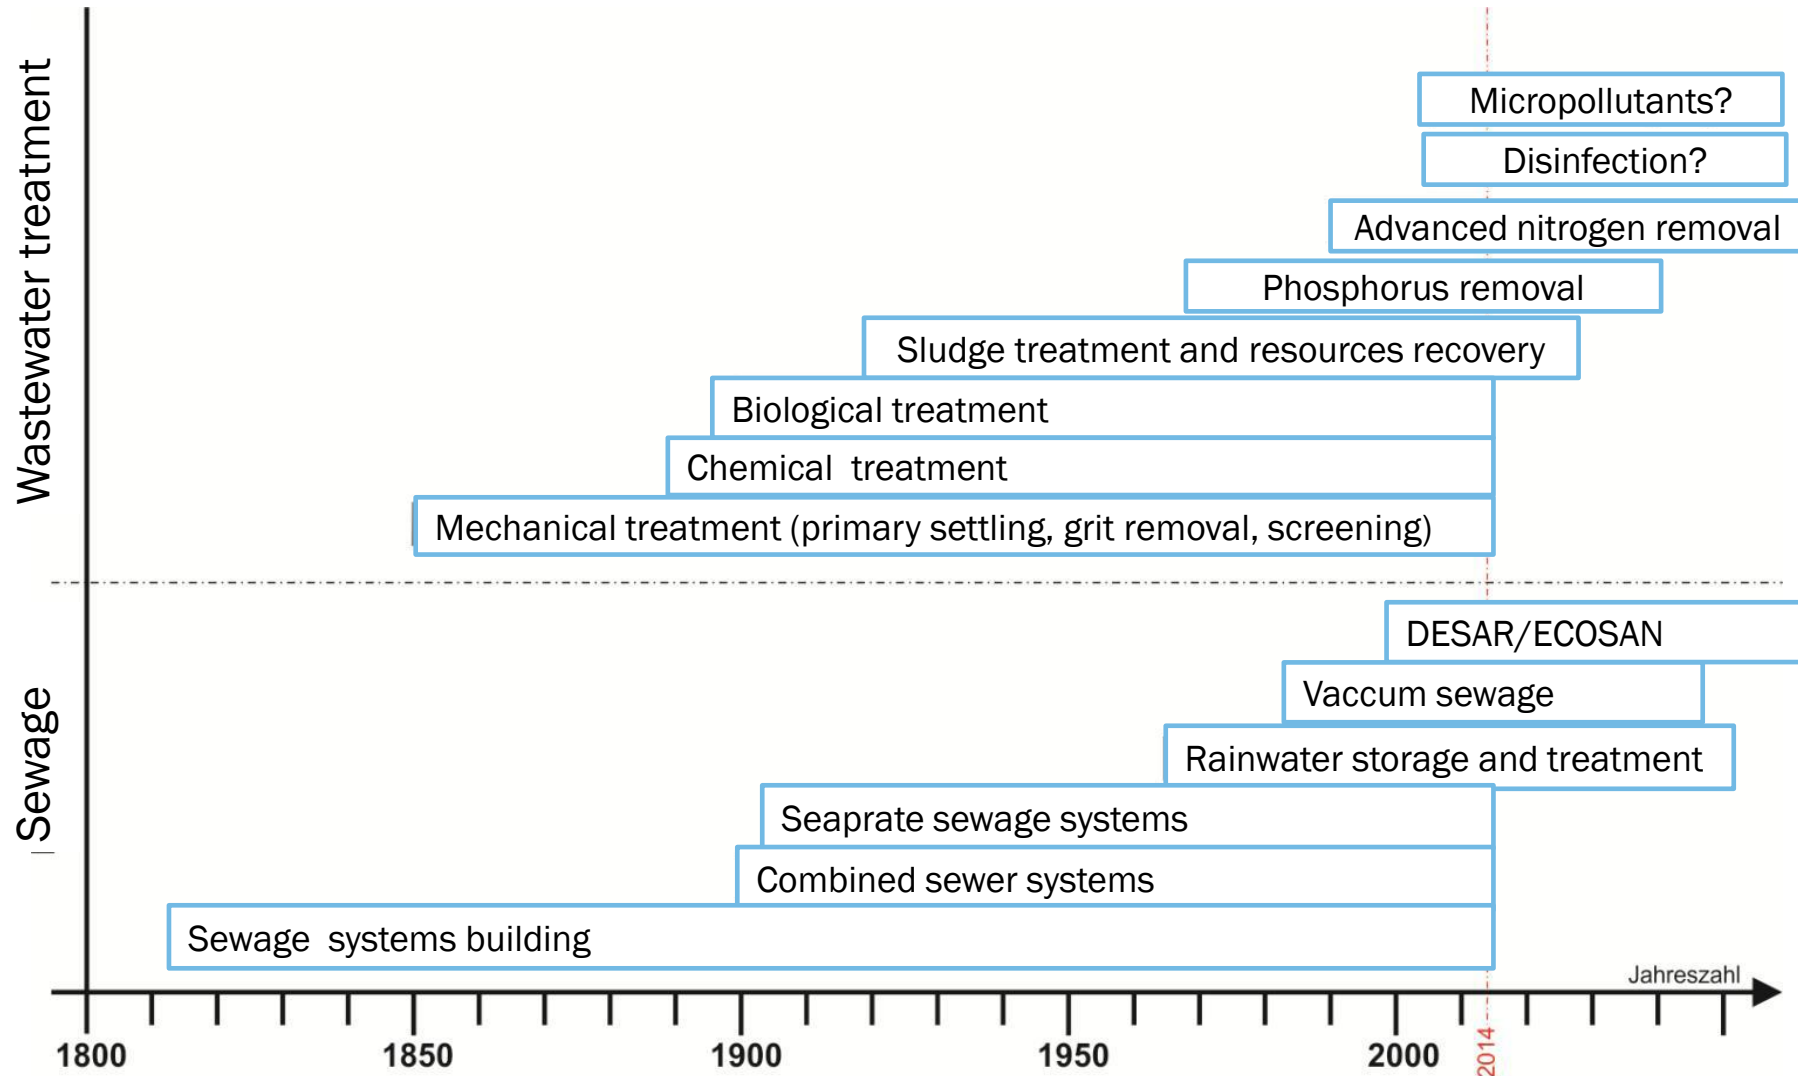 Wastewater treatment
Micropollutants?
Disinfection?
Advanced nitrogen removal
Phosphorus removal
Sludge treatment and resources recovery
Biological treatment
Chemical treatment
Mechanical treatment (primary settling, grit removal, screening)
Sewage
DESAR/ECOSAN
Vaccum sewage
Rainwater storage and treatment
Seaprate sewage systems
Combined sewer systems
Sewage systems building
Jahreszahl
1800 1850 1900 1950 2000 2014